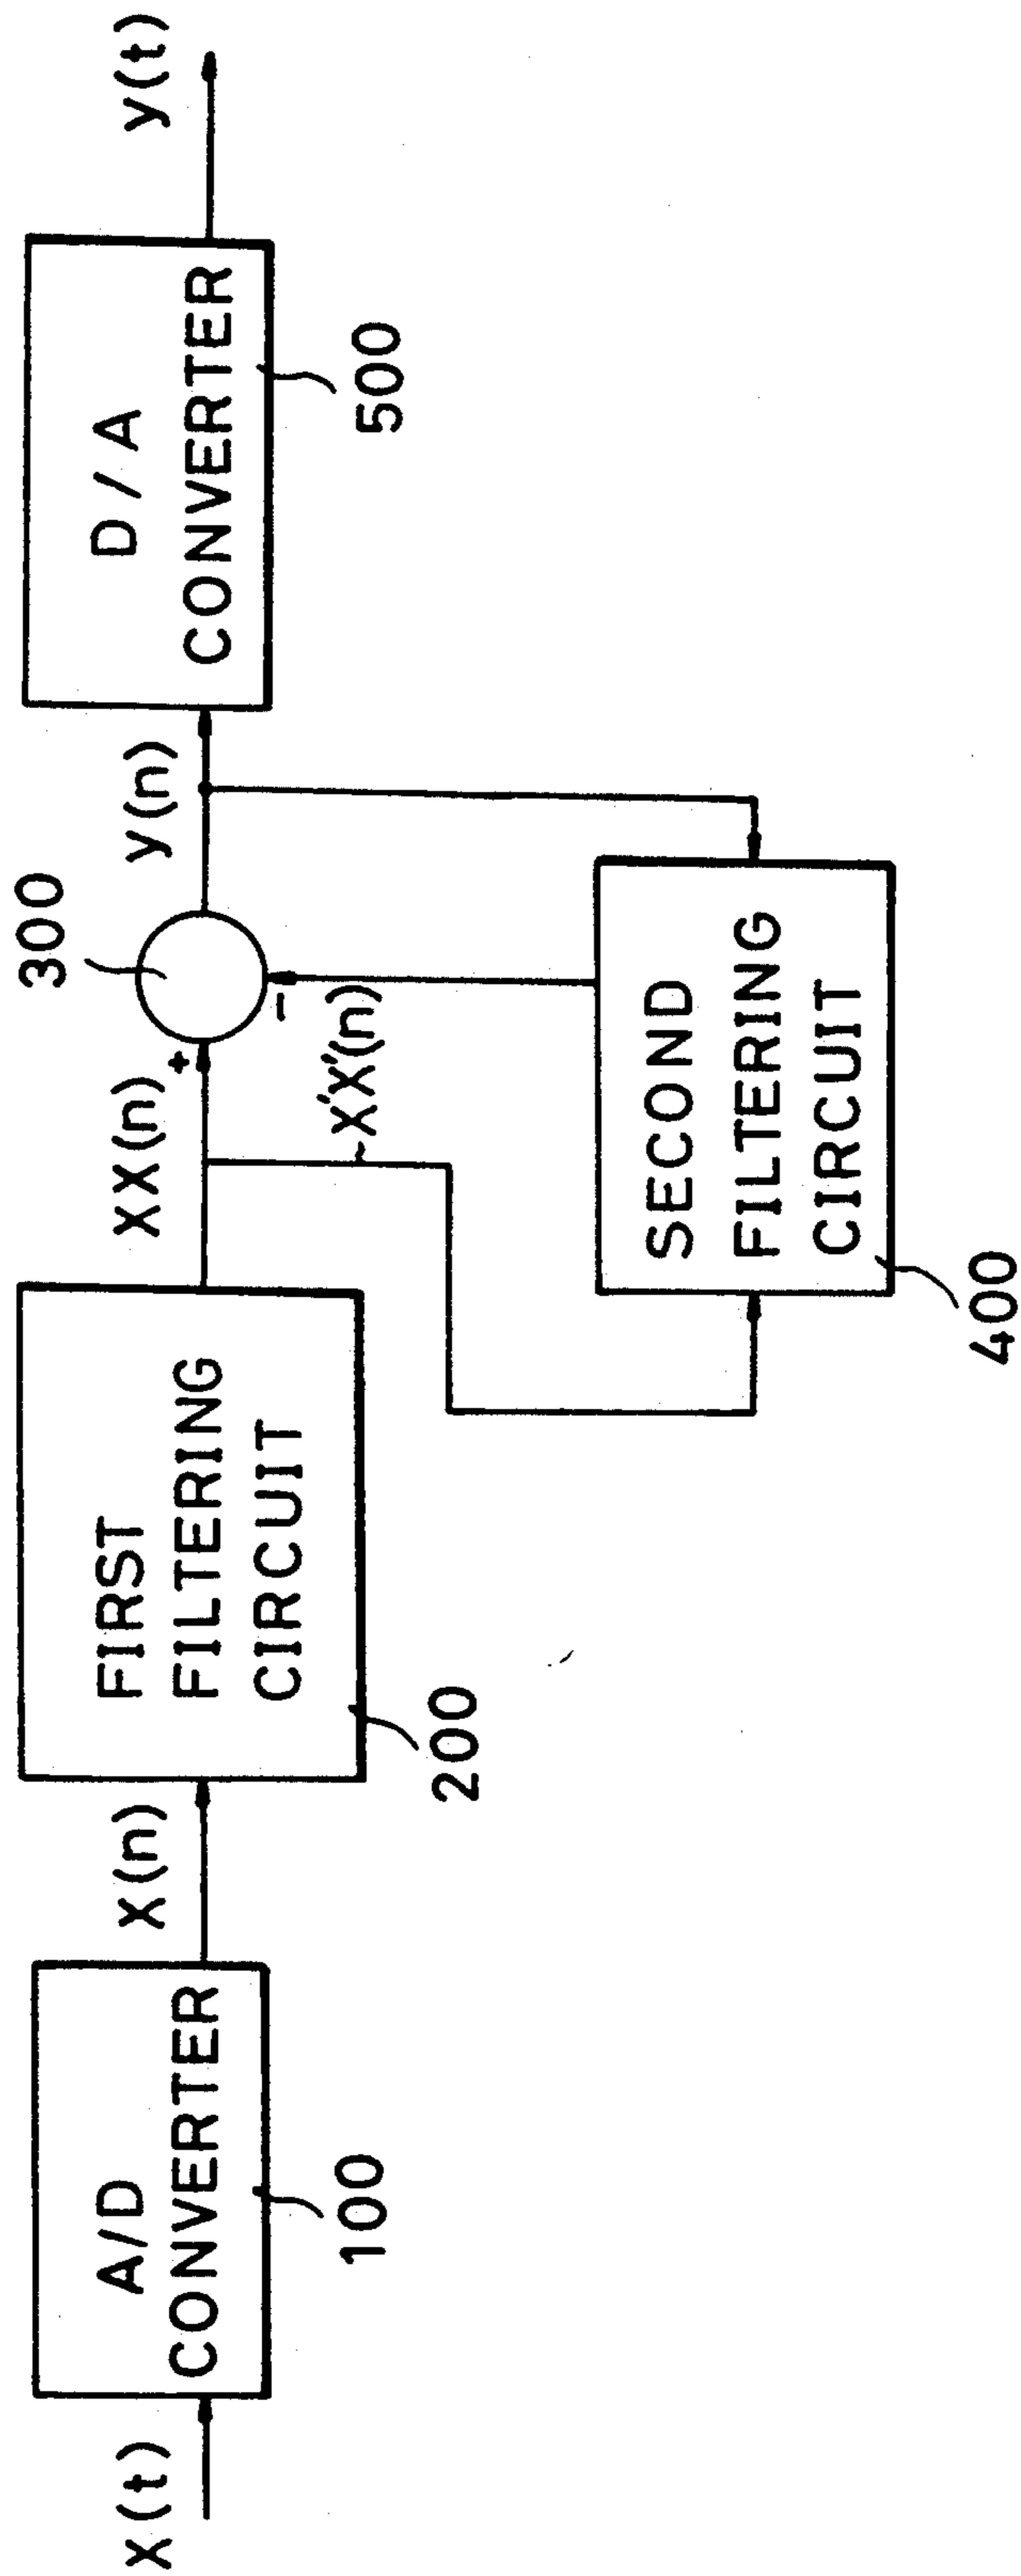 X(t)
A/D
CONVERTER
100
X(n)
FIRST
FILTERING
CIRCUIT
200
XX(n)
+
-
~X'X'(n)
300
y(n)
SECOND
FILTERING
CIRCUIT
400
D/A
CONVERTER
500
y(t)